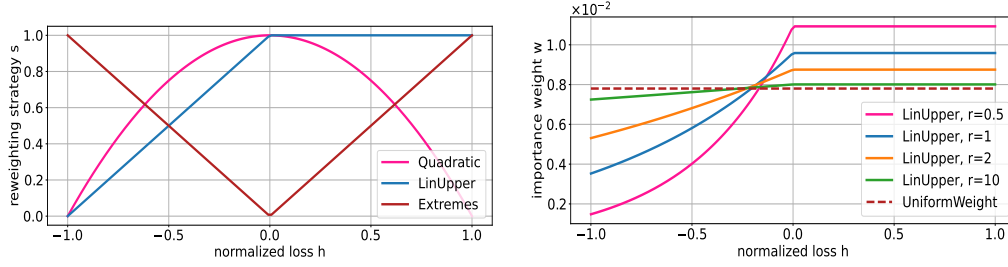 reweighting strategy s
1.0
0.8
0.6
0.4
0.2
0.0
−1.0
−0.5
0.0
0.5
1.0
normalized loss h
Quadratic
LinUpper
Extremes
×10⁻²
importance weight w
1.0
0.8
0.6
0.4
0.2
−1.0
−0.5
0.0
0.5
1.0
normalized loss h
LinUpper, r=0.5
LinUpper, r=1
LinUpper, r=2
LinUpper, r=10
UniformWeight